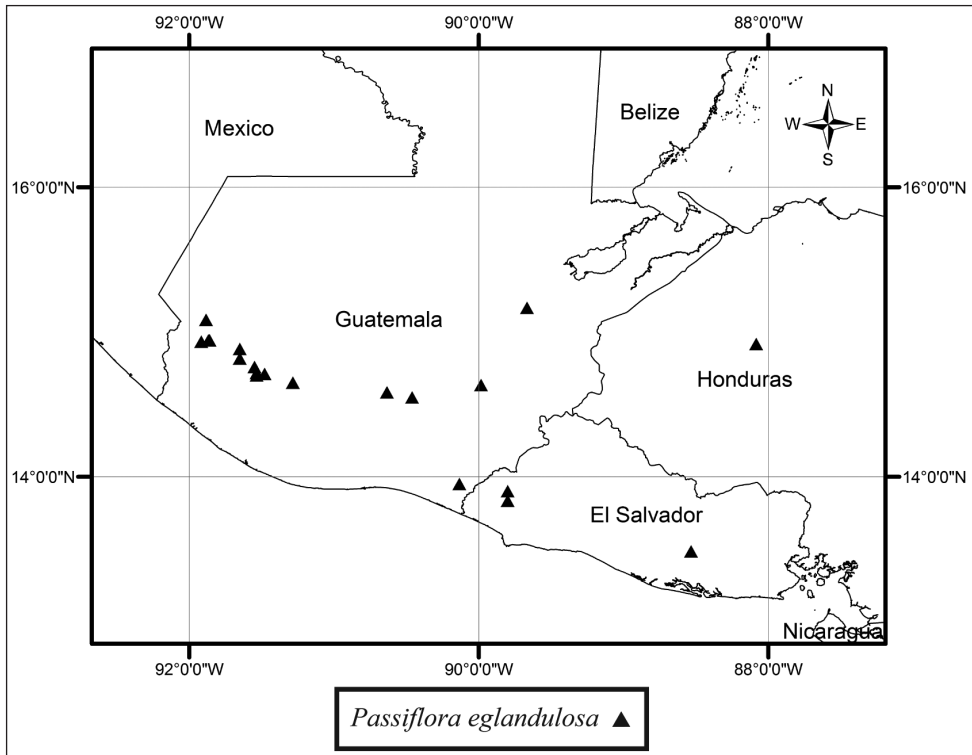 92°0'0"W 90°0'0"W 88°0'0"W
Mexico
Belize
N
W E
S
16°0'0"N 16°0'0"N
Guatemala
Honduras
14°0'0"N 14°0'0"N
El Salvador
Nicaragua
92°0'0"W 90°0'0"W 88°0'0"W
Passiflora eglandulosa